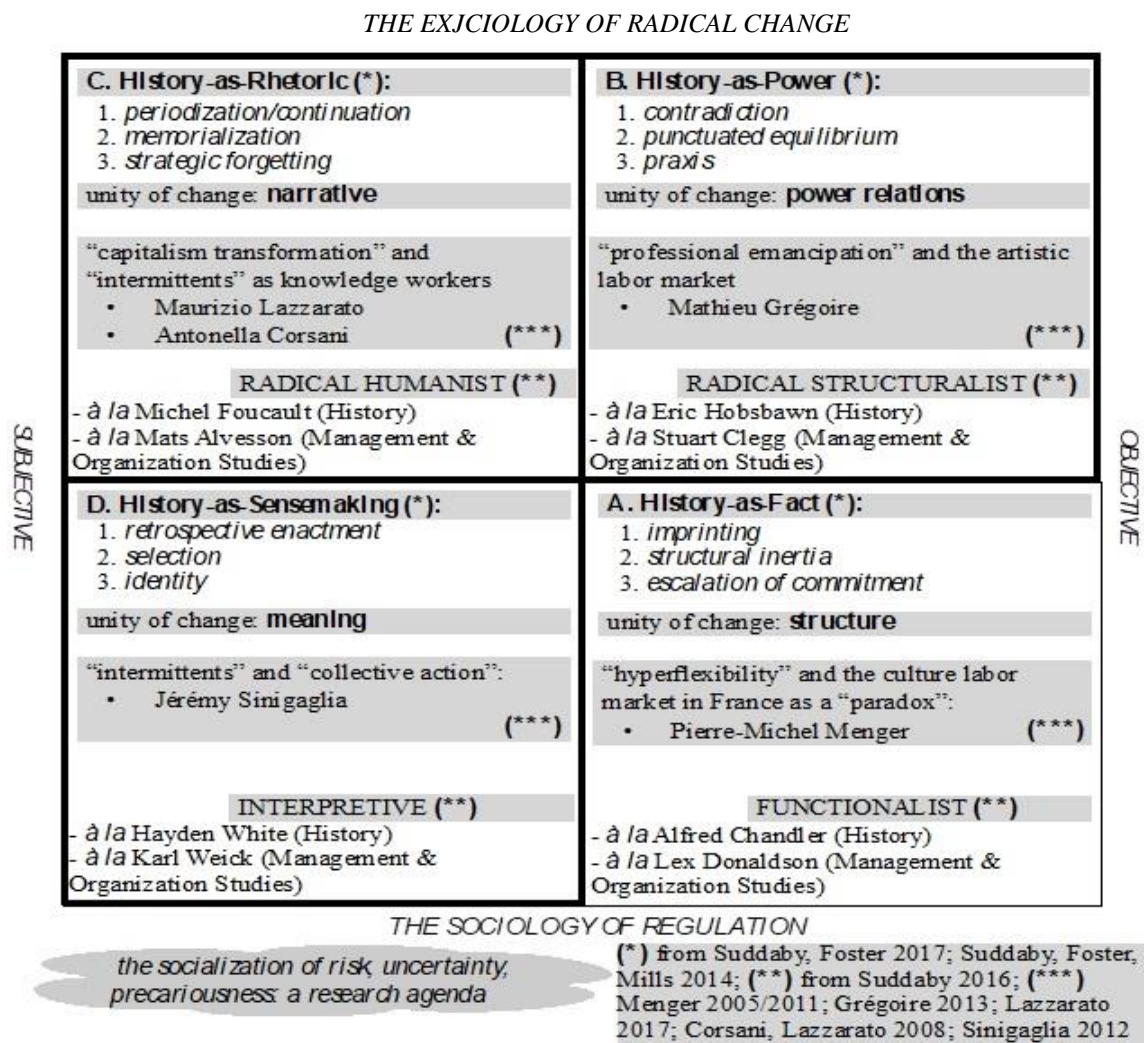 THE EXJCIOLOGY OF RADICAL CHANGE
C. History-as-Rhetoric (*):
1. periodization/continuation
2. memorialization
3. strategic forgetting
unity of change: narrative
“capitalism transformation” and
“intermittents” as knowledge workers
• Maurizio Lazzarato
• Antonella Corsani (***)
RADICAL HUMANIST (**)
- à la Michel Foucault (History)
- à la Mats Alvesson (Management &
Organization Studies)
B. History-as-Power (*):
1. contradiction
2. punctuated equilibrium
3. praxis
unity of change: power relations
“professional emancipation” and the artistic
labor market
• Mathieu Grégoire
(***)
RADICAL STRUCTURALIST (**)
- à la Eric Hobsbawn (History)
- à la Stuart Clegg (Management &
Organization Studies)
SUBJECTIVE
OBJECTIVE
D. History-as-Sensemaking (*):
1. retrospective enactment
2. selection
3. identity
unity of change: meaning
“intermittents” and “collective action”:
• Jérémy Sinigaglia
(***)
INTERPRETIVE (**)
- à la Hayden White (History)
- à la Karl Weick (Management &
Organization Studies)
A. History-as-Fact (*):
1. imprinting
2. structural inertia
3. escalation of commitment
unity of change: structure
“hyperflexibility” and the culture labor
market in France as a “paradox”:
• Pierre-Michel Menger (***)
FUNCTIONALIST (**)
- à la Alfred Chandler (History)
- à la Lex Donaldson (Management &
Organization Studies)
THE SOCIOLOGY OF REGULATION
the socialization of risk, uncertainty,
precariousness: a research agenda
(*) from Suddaby, Foster 2017; Suddaby, Foster,
Mills 2014; (**) from Suddaby 2016; (***)
Menger 2005/2011; Grégoire 2013; Lazzarato
2017; Corsani, Lazzarato 2008; Sinigaglia 2012